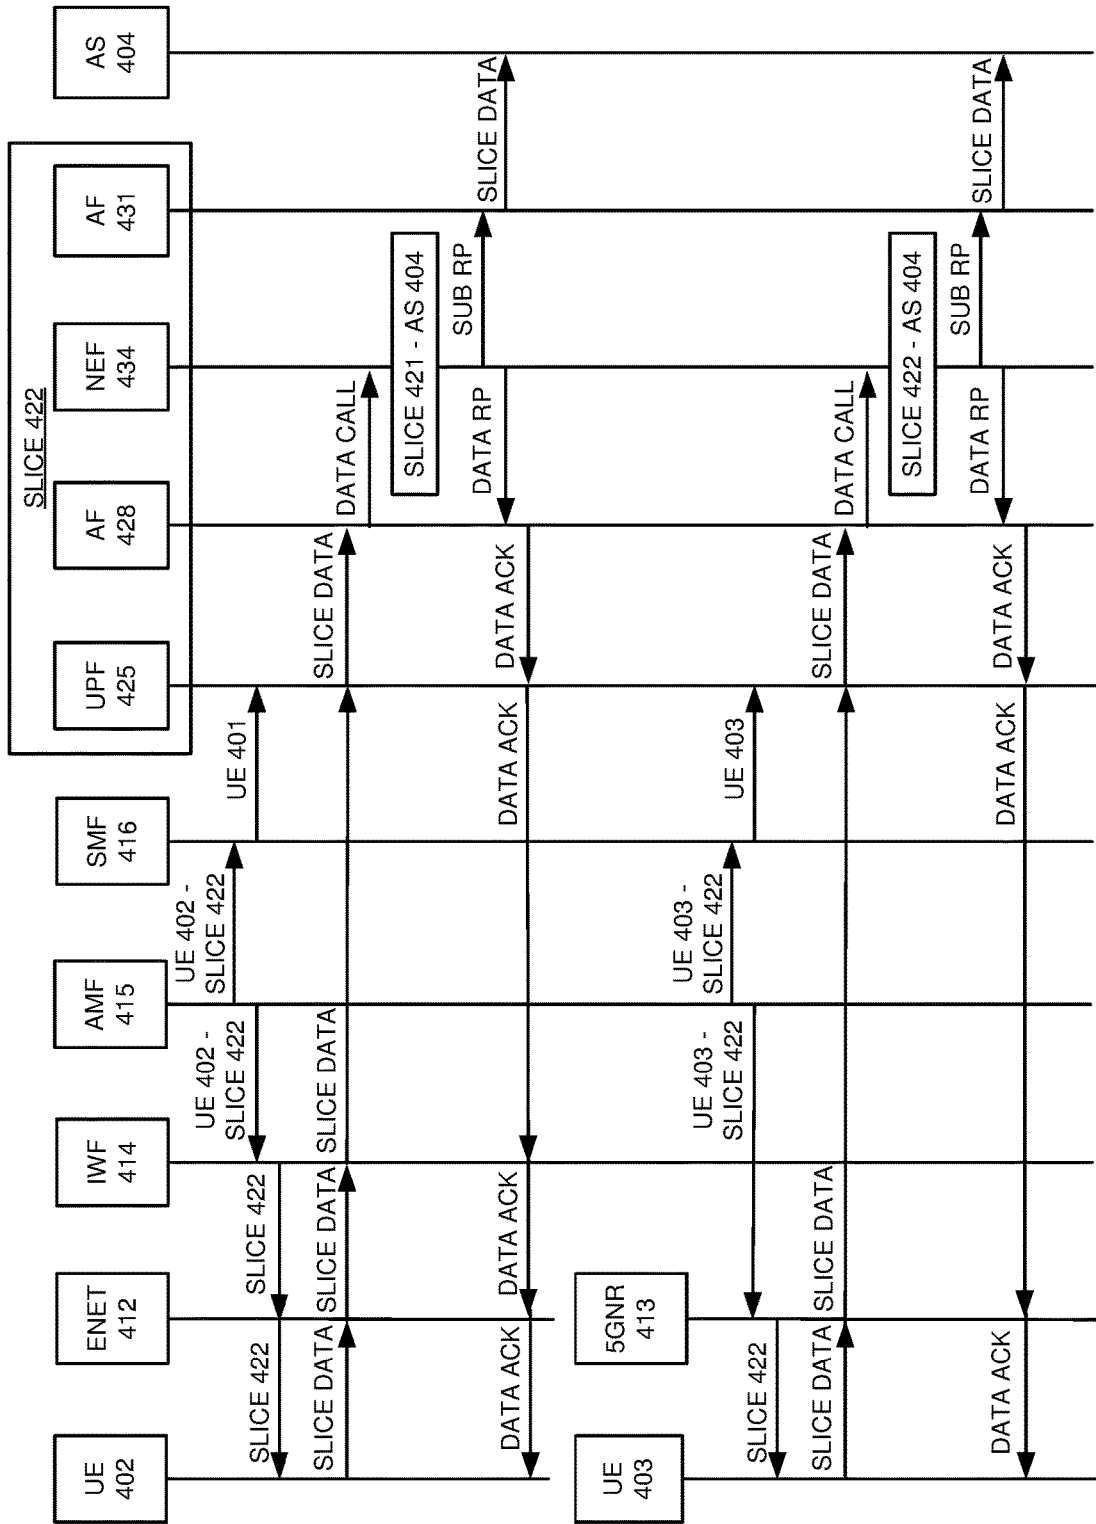 SLICE 422
UE
402
ENET
412
IWF
414
AMF
415
SMF
416
UPF
425
AF
428
NEF
434
AF
431
AS
404
UE 402 -
SLICE 422
UE 402 -
SLICE 422
UE 401
SLICE 422
SLICE 422
SLICE DATA
SLICE DATA
SLICE DATA
SLICE DATA
DATA CALL
SLICE 421 - AS 404
SUB RP
SLICE DATA
DATA RP
DATA ACK
DATA ACK
DATA ACK
DATA ACK
UE
403
5GNR
413
UE 403 -
SLICE 422
UE 403 -
SLICE 422
UE 403
SLICE 422
SLICE DATA
SLICE DATA
SLICE DATA
DATA CALL
SLICE 422 - AS 404
SUB RP
SLICE DATA
DATA RP
DATA ACK
DATA ACK
DATA ACK